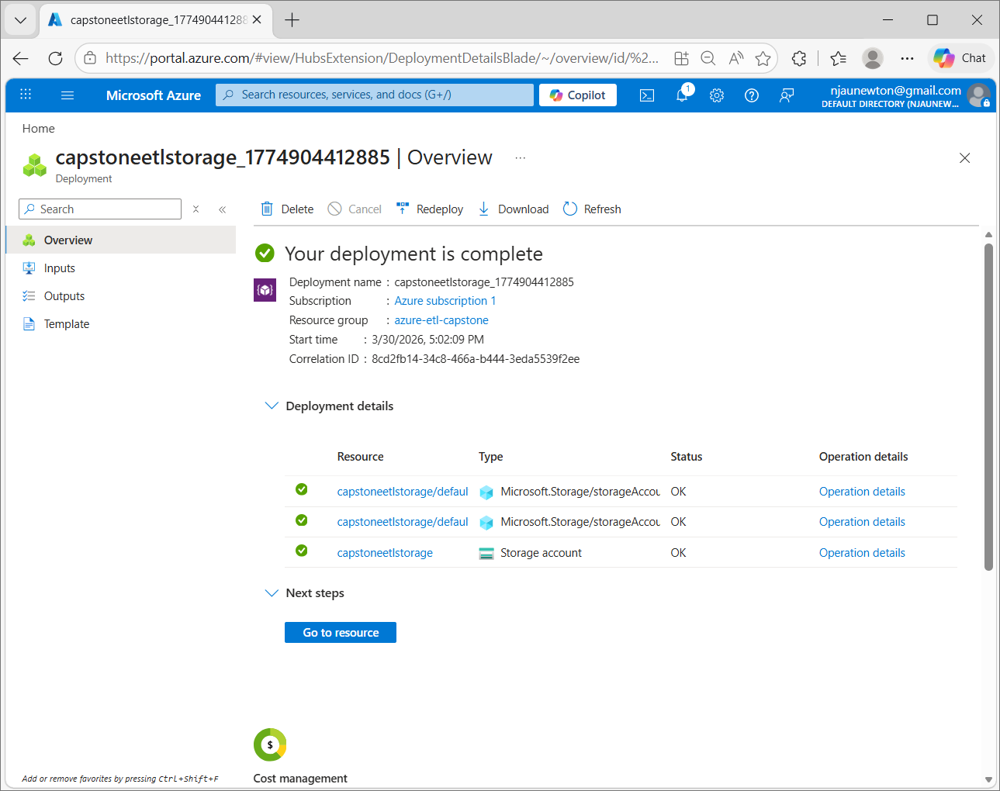 capstoneetlstorage_177490441288
https://portal.azure.com/#view/HubsExtension/DeploymentDetailsBlade/~/overview/id/%2...
Chat
Microsoft Azure
Search resources, services, and docs (G+/)
Copilot
1
njaunewton@gmail.com
DEFAULT DIRECTORY (NJAUNEW...
Home
capstoneetlstorage_1774904412885 | Overview ...
Deployment
Search
Delete
Cancel
Redeploy
Download
Refresh
Overview
Inputs
Outputs
Template
Your deployment is complete
Deployment name : capstoneetlstorage_1774904412885
Subscription : Azure subscription 1
Resource group : azure-etl-capstone
Start time : 3/30/2026, 5:02:09 PM
Correlation ID : 8cd2fb14-34c8-466a-b444-3eda5539f2ee
Deployment details
Resource Type Status Operation details
capstoneetlstorage/defaul Microsoft.Storage/storageAccou OK Operation details
capstoneetlstorage/defaul Microsoft.Storage/storageAccou OK Operation details
capstoneetlstorage Storage account OK Operation details
Next steps
Go to resource
$
Cost management
Add or remove favorites by pressing Ctrl+Shift+F